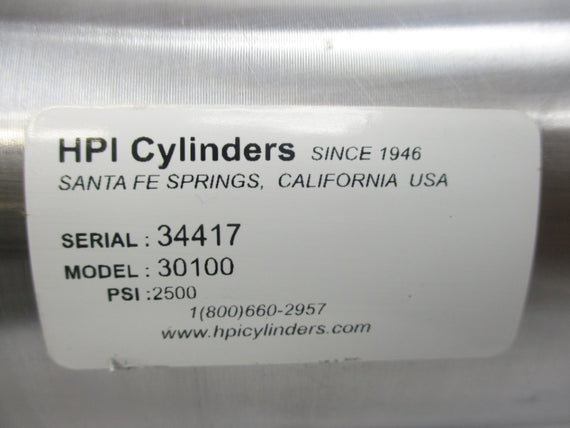 HPI Cylinders SINCE 1946
SANTA FE SPRINGS, CALIFORNIA USA
SERIAL : 34417
MODEL : 30100
PSI :2500
1(800)660-2957
www.hpicylinders.com